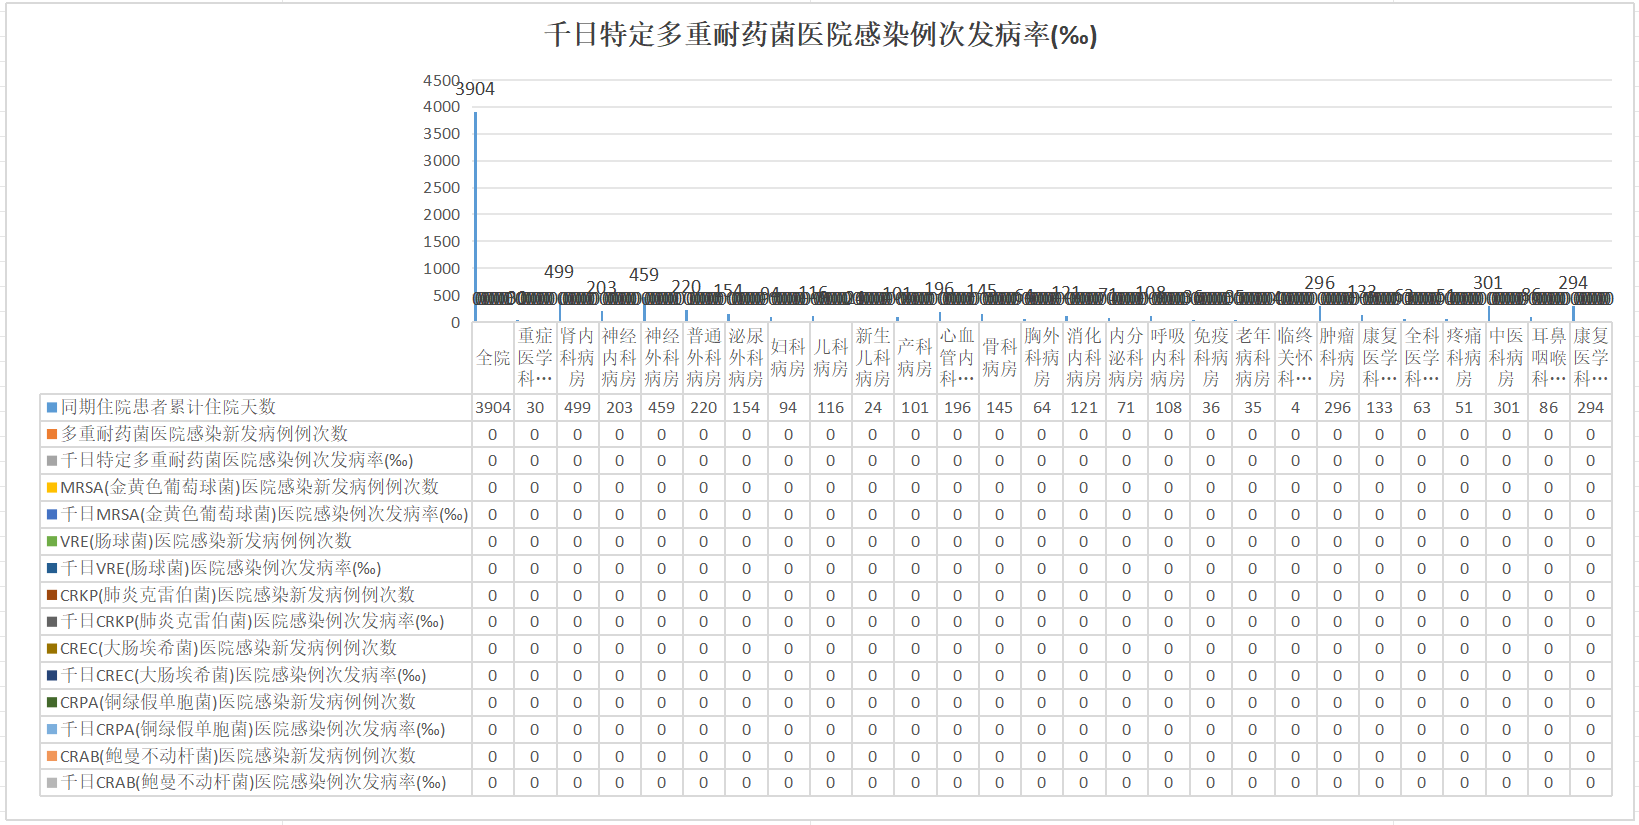 千日特定多重耐药菌医院感染例次发病率(‰)
4500
4000
3500
3000
2500
2000
1500
1000
500
0
3904
499
203
459
220
154
116
101
196
145
121
108
296
133
301
294
全院
重症医学科…
肾内科病房
神经内科病房
神经外科病房
普通外科病房
泌尿外科病房
妇科病房
儿科病房
新生儿科病房
产科病房
心血管内科…
骨科病房
胸外科病房
消化内科病房
内分泌科病房
呼吸内科病房
免疫科病房
老年病科房
临终关怀科…
肿瘤科病房
康复医学科…
全科医学科…
疼痛科病房
中医科病房
耳鼻咽喉科…
康复医学科…
同期住院患者累计住院天数 3904 30 499 203 459 220 154 94 116 24 101 196 145 64 121 71 108 36 35 4 296 133 63 51 301 86 294
多重耐药菌医院感染新发病例例次数 0 0 0 0 0 0 0 0 0 0 0 0 0 0 0 0 0 0 0 0 0 0 0 0 0 0 0
千日特定多重耐药菌医院感染例次发病率(‰) 0 0 0 0 0 0 0 0 0 0 0 0 0 0 0 0 0 0 0 0 0 0 0 0 0 0 0
MRSA(金黄色葡萄球菌)医院感染新发病例例次数 0 0 0 0 0 0 0 0 0 0 0 0 0 0 0 0 0 0 0 0 0 0 0 0 0 0 0
千日MRSA(金黄色葡萄球菌)医院感染例次发病率(‰) 0 0 0 0 0 0 0 0 0 0 0 0 0 0 0 0 0 0 0 0 0 0 0 0 0 0 0
VRE(肠球菌)医院感染新发病例例次数 0 0 0 0 0 0 0 0 0 0 0 0 0 0 0 0 0 0 0 0 0 0 0 0 0 0 0
千日VRE(肠球菌)医院感染例次发病率(‰) 0 0 0 0 0 0 0 0 0 0 0 0 0 0 0 0 0 0 0 0 0 0 0 0 0 0 0
CRKP(肺炎克雷伯菌)医院感染新发病例例次数 0 0 0 0 0 0 0 0 0 0 0 0 0 0 0 0 0 0 0 0 0 0 0 0 0 0 0
千日CRKP(肺炎克雷伯菌)医院感染例次发病率(‰) 0 0 0 0 0 0 0 0 0 0 0 0 0 0 0 0 0 0 0 0 0 0 0 0 0 0 0
CREC(大肠埃希菌)医院感染新发病例例次数 0 0 0 0 0 0 0 0 0 0 0 0 0 0 0 0 0 0 0 0 0 0 0 0 0 0 0
千日CREC(大肠埃希菌)医院感染例次发病率(‰) 0 0 0 0 0 0 0 0 0 0 0 0 0 0 0 0 0 0 0 0 0 0 0 0 0 0 0
CRPA(铜绿假单胞菌)医院感染新发病例例次数 0 0 0 0 0 0 0 0 0 0 0 0 0 0 0 0 0 0 0 0 0 0 0 0 0 0 0
千日CRPA(铜绿假单胞菌)医院感染例次发病率(‰) 0 0 0 0 0 0 0 0 0 0 0 0 0 0 0 0 0 0 0 0 0 0 0 0 0 0 0
CRAB(鲍曼不动杆菌)医院感染新发病例例次数 0 0 0 0 0 0 0 0 0 0 0 0 0 0 0 0 0 0 0 0 0 0 0 0 0 0 0
千日CRAB(鲍曼不动杆菌)医院感染例次发病率(‰) 0 0 0 0 0 0 0 0 0 0 0 0 0 0 0 0 0 0 0 0 0 0 0 0 0 0 0